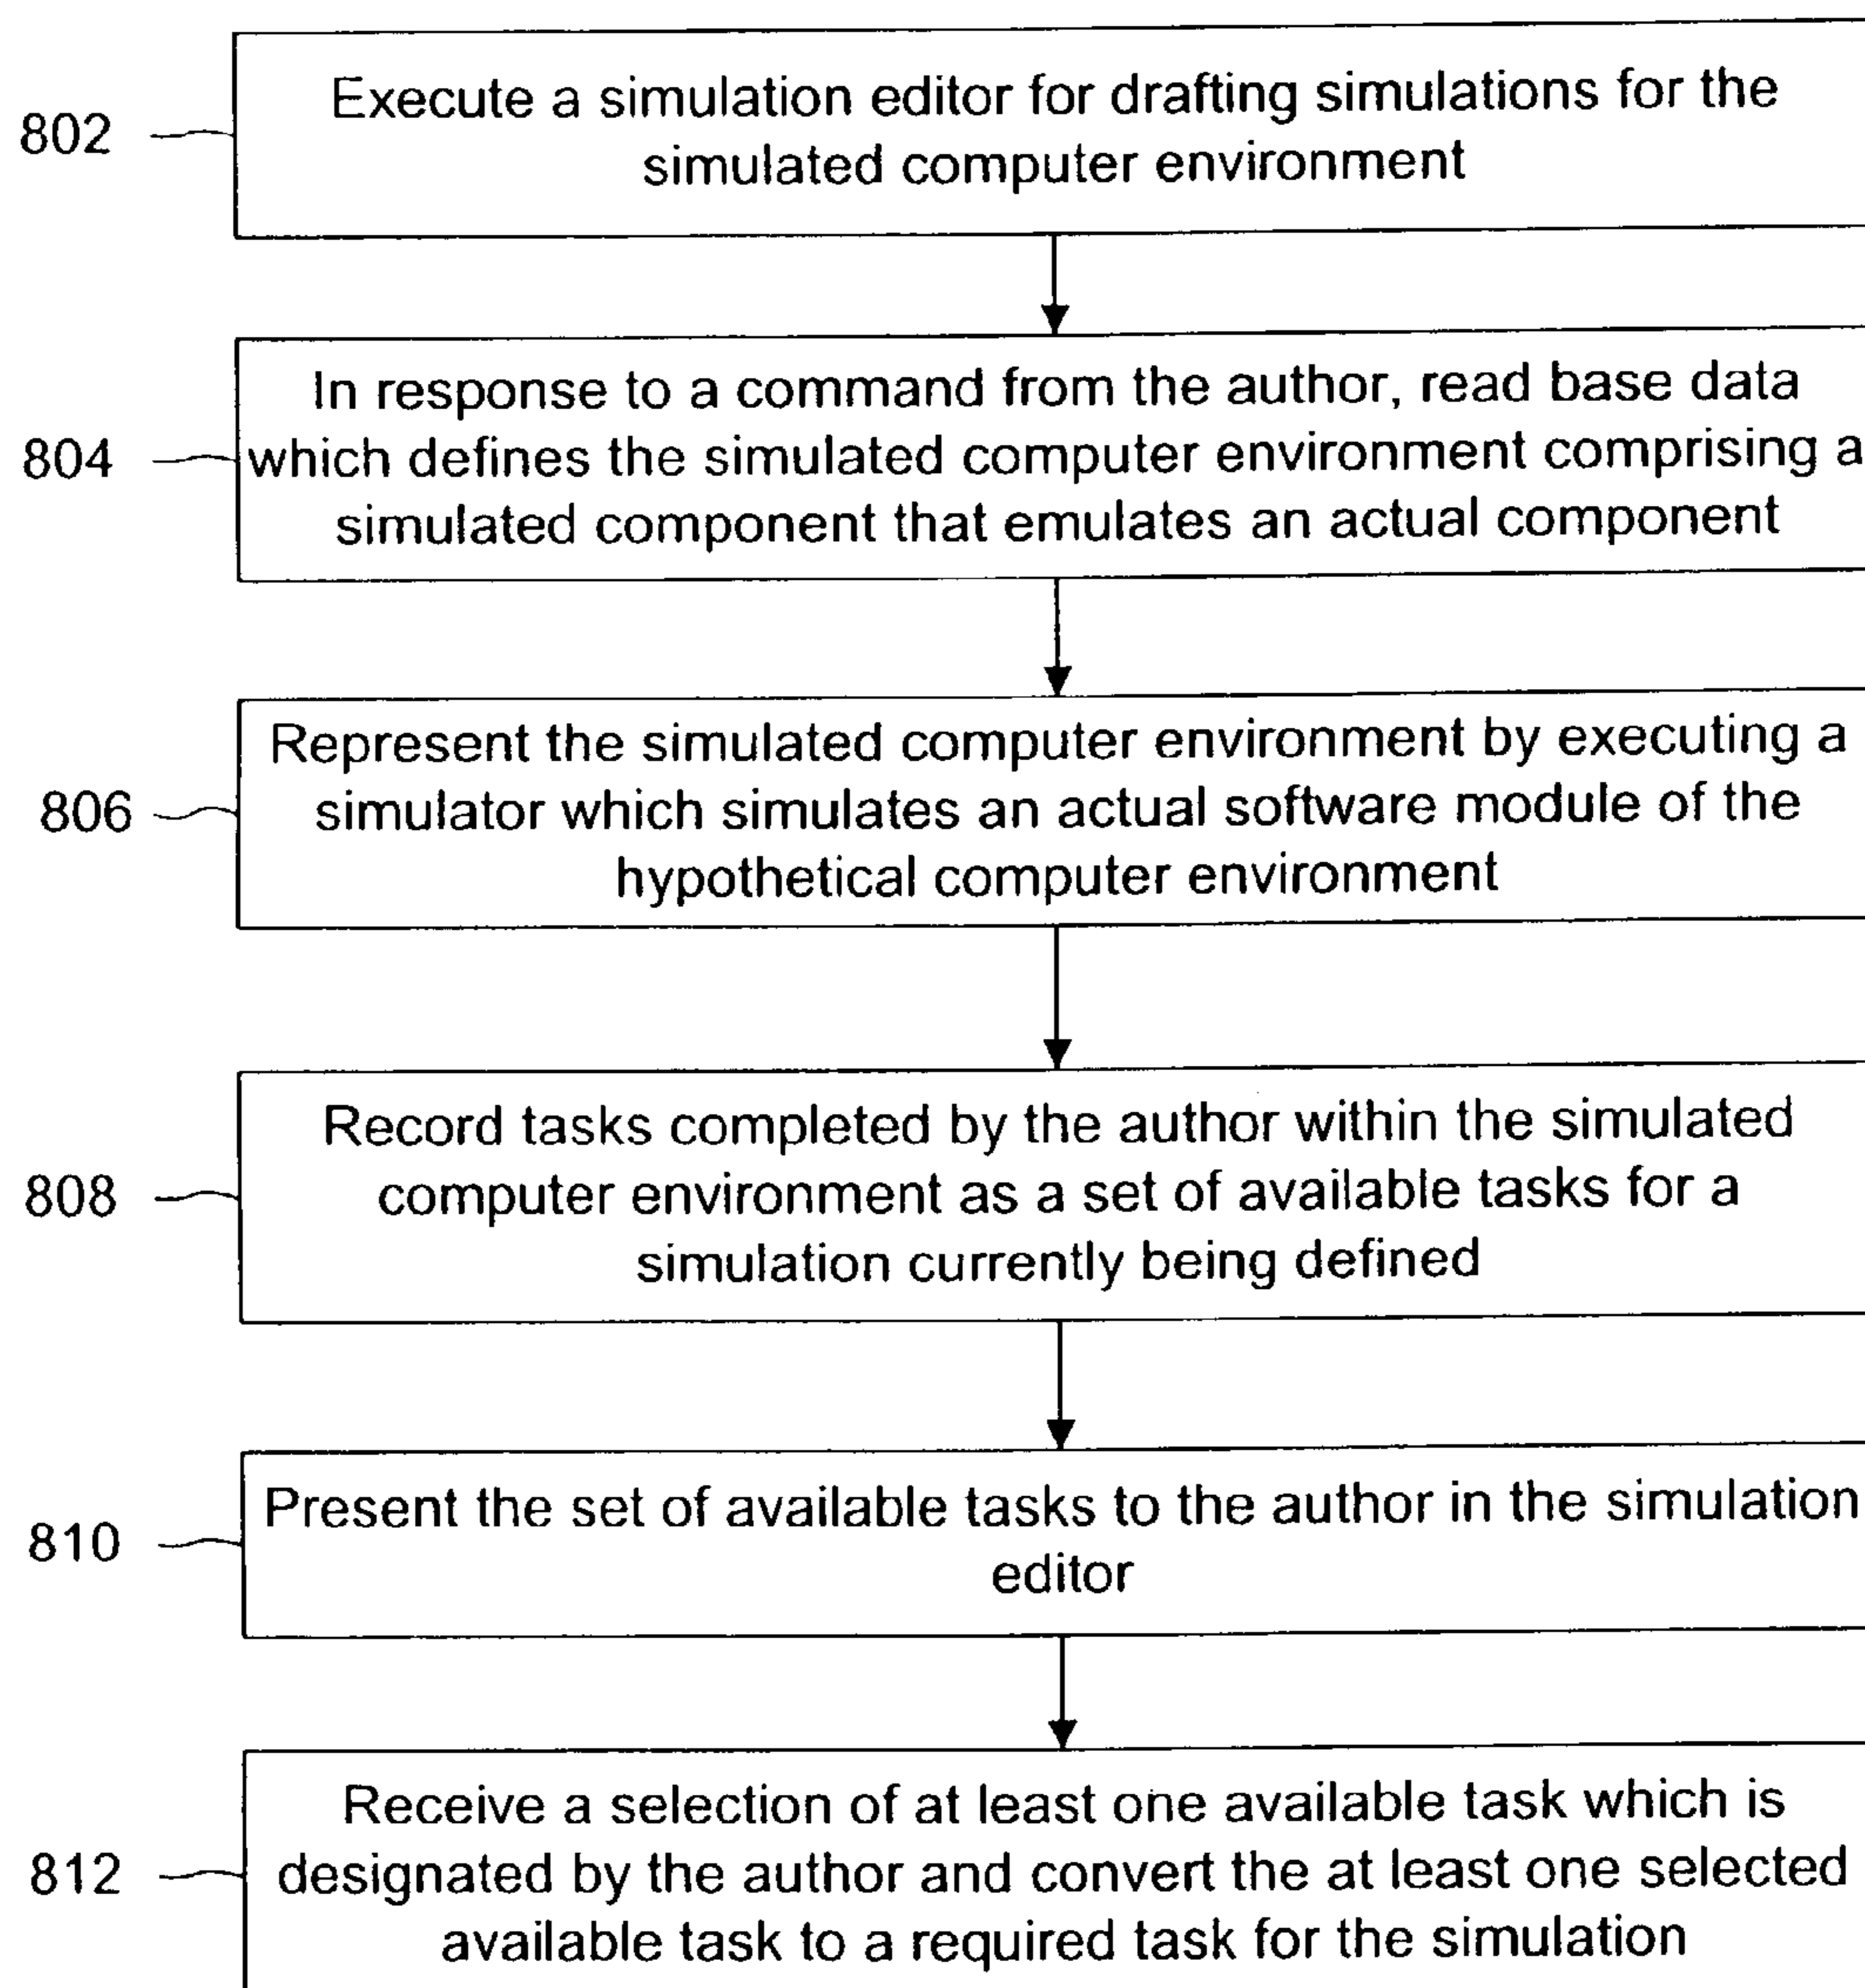 802
Execute a simulation editor for drafting simulations for the
simulated computer environment
804
In response to a command from the author, read base data
which defines the simulated computer environment comprising a
simulated component that emulates an actual component
806
Represent the simulated computer environment by executing a
simulator which simulates an actual software module of the
hypothetical computer environment
808
Record tasks completed by the author within the simulated
computer environment as a set of available tasks for a
simulation currently being defined
810
Present the set of available tasks to the author in the simulation
editor
812
Receive a selection of at least one available task which is
designated by the author and convert the at least one selected
available task to a required task for the simulation